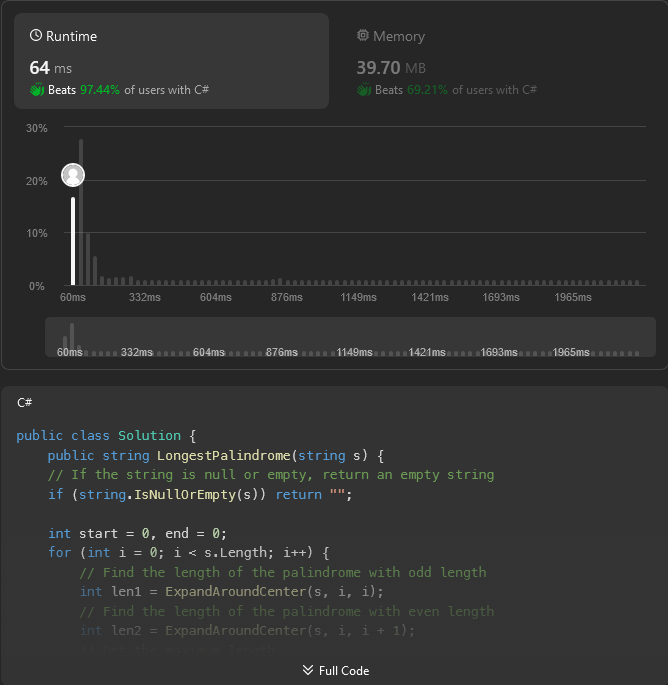 Runtime
Memory
64 ms
39.70 MB
Beats 97.44% of users with C#
Beats 69.21% of users with C#
30%
20%
10%
0%
60ms 332ms 604ms 876ms 1149ms 1421ms 1693ms 1965ms
60ms 332ms 604ms 876ms 1149ms 1421ms 1693ms 1965ms
C#
public class Solution {
public string LongestPalindrome(string s) {
// If the string is null or empty, return an empty string
if (string.IsNullOrEmpty(s)) return "";
int start = 0, end = 0;
for (int i = 0; i < s.Length; i++) {
// Find the length of the palindrome with odd length
int len1 = ExpandAroundCenter(s, i, i);
// Find the length of the palindrome with even length
int len2 = ExpandAroundCenter(s, i, i + 1);
Full Code